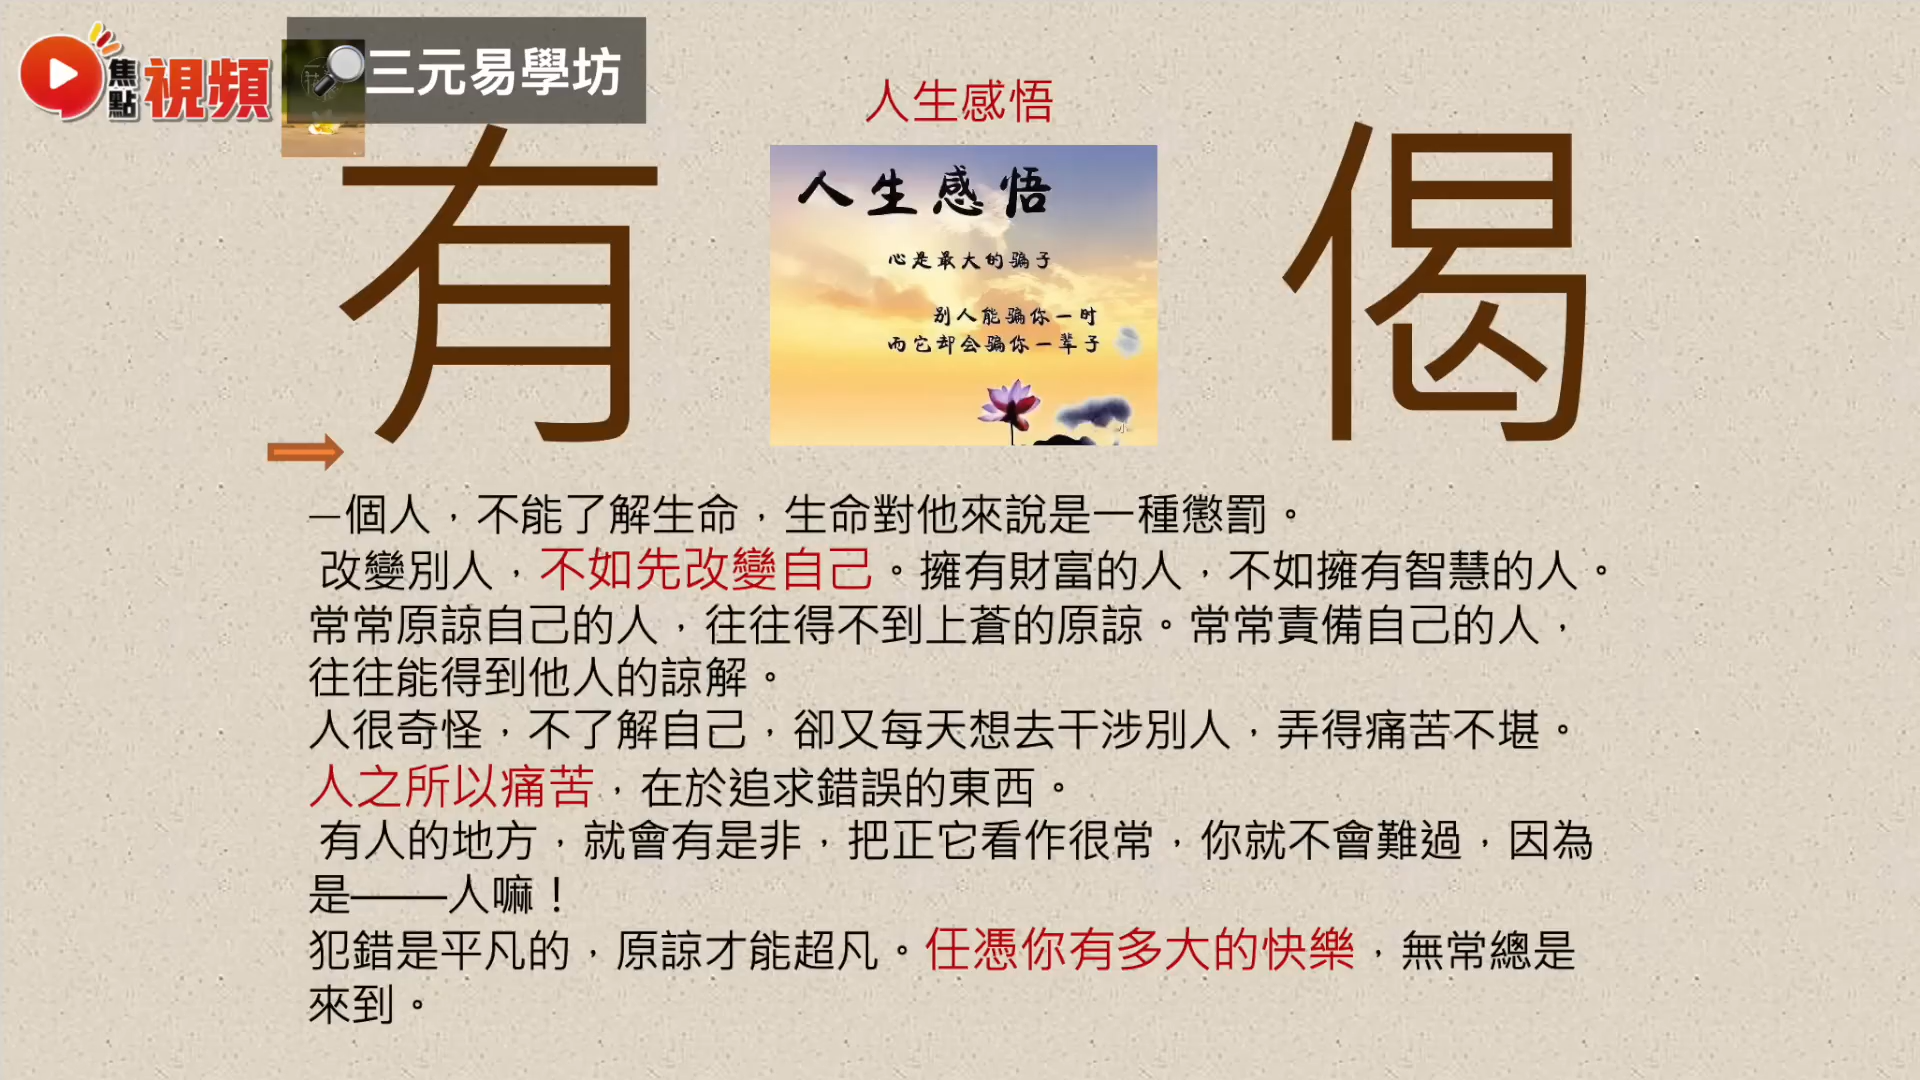 焦點視頻
三元易學坊
人生感悟
有
偈
人生感悟
心是最大的骗子
别人能骗你一时
而它却会骗你一辈子
—個人，不能了解生命，生命對他來說是一種懲罰。
改變別人，不如先改變自己。擁有財富的人，不如擁有智慧的人。
常常原諒自己的人，往往得不到上蒼的原諒。常常責備自己的人，
往往能得到他人的諒解。
人很奇怪，不了解自己，卻又每天想去干涉別人，弄得痛苦不堪。
人之所以痛苦，在於追求錯誤的東西。
有人的地方，就會有是非，把正它看作很常，你就不會難過，因為
是——人嘛！
犯錯是平凡的，原諒才能超凡。任憑你有多大的快樂，無常總是
來到。